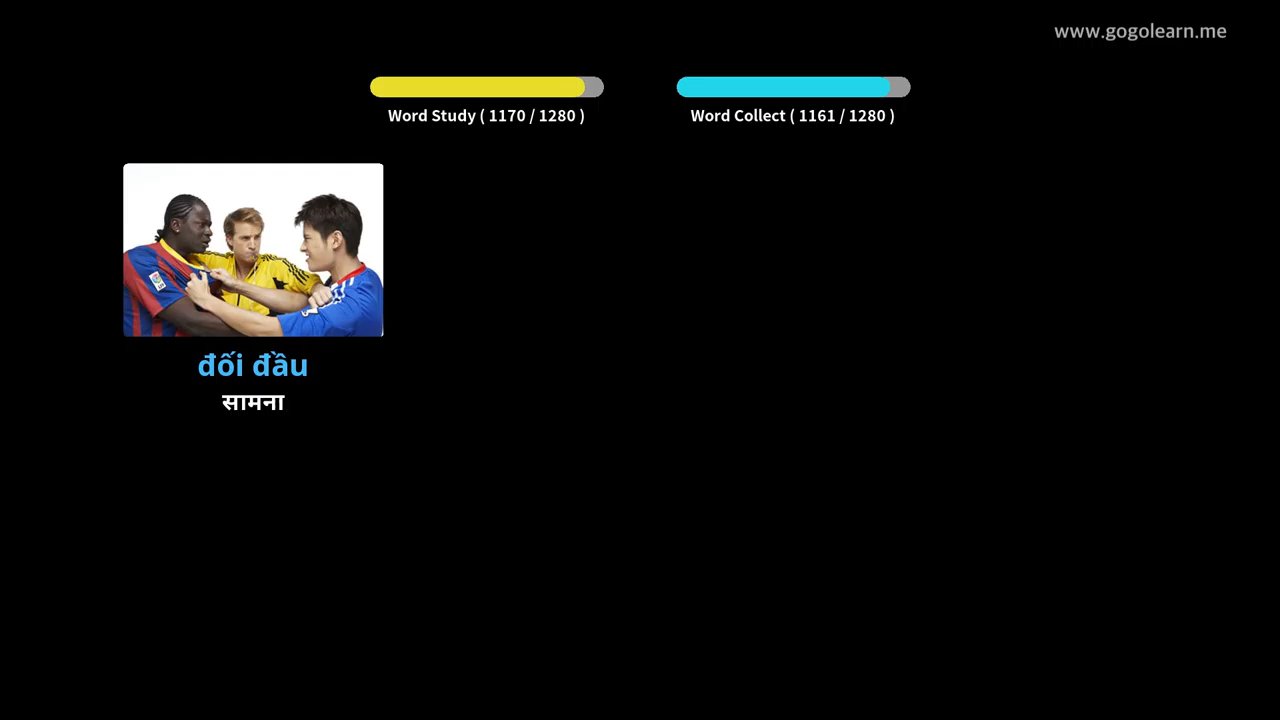 www.gogolearn.me
Word Study ( 1170 / 1280 )
Word Collect ( 1161 / 1280 )
đối đầu
सामना